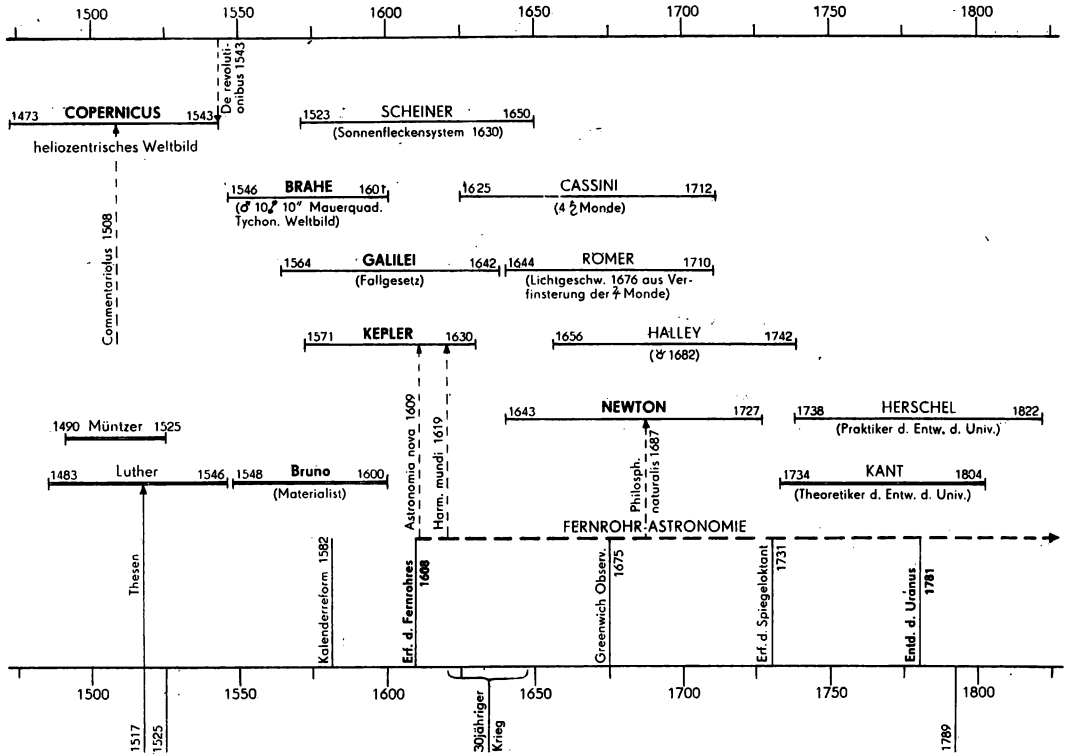 1500 1550 1600 1650 1700 1750 1800
De revoluti-
onibus 1543
1473 COPERNICUS 1543
heliozentrisches Weltbild
1523 SCHEINER 1650
(Sonnenfleckensystem 1630)
1546 BRAHE 1601
(♂ 10☍ 10″ Mauerquad.
Tychon. Weltbild)
1625 CASSINI 1712
(4 ♄ Monde)
Commentariolus 1508
1564 GALILEI 1642
(Fallgesetz)
1644 RÖMER 1710
(Lichtgeschw. 1676 aus Ver-
finsterung der ♃ Monde)
1571 KEPLER 1630
1656 HALLEY 1742
(☿ 1682)
Astronomia nova 1609
Harm. mundi 1619
1643 NEWTON 1727
1738 HERSCHEL 1822
(Praktiker d. Entw. d. Univ.)
1490 Müntzer 1525
1483 Luther 1546
1548 Bruno 1600
(Materialist)
Philosph.
naturalis 1687
1734 KANT 1804
(Theoretiker d. Entw. d. Univ.)
FERNROHR-ASTRONOMIE
Thesen
Kalenderreform 1582
Erf. d. Fernrohres
1608
Greenwich Observ.
1675
Erf. d. Spiegeloktant
1731
Entd. d. Uranus
1781
1500 1550 1600 1650 1700 1750 1800
1517
1525
30jähriger
Krieg
1789